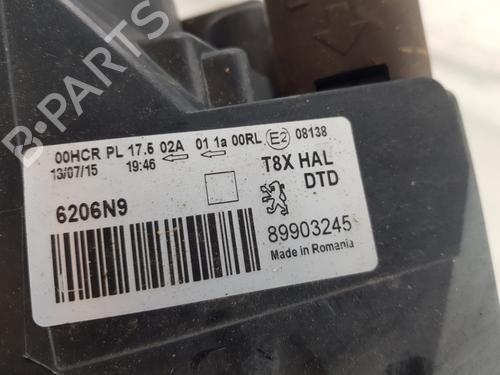 00HCR PL 17.5 02A 01 1a 00RL E2 08138
13/07/15 19:46 T8X HAL
DTD
6206N9
89903245
Made in Romania
B-PARTS